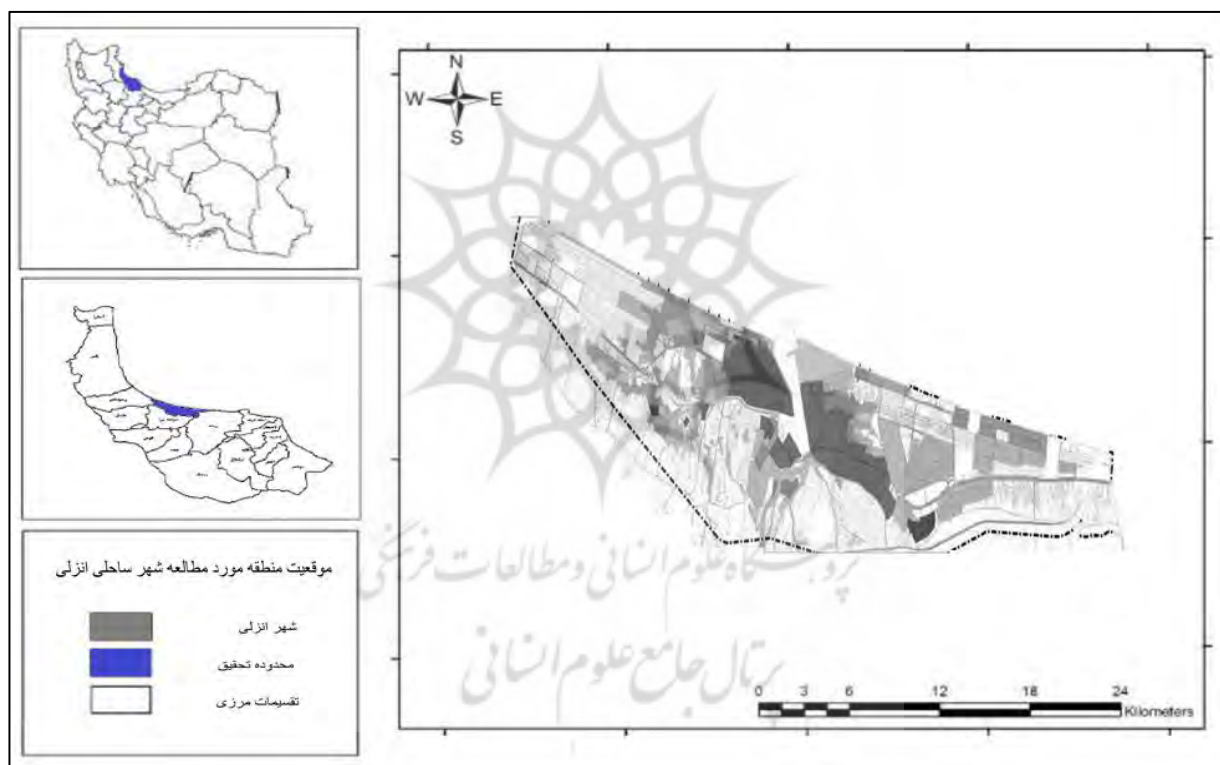 N
W E
S
موقعیت منطقه مورد مطالعه شهر ساحلی انزلی
شهر انزلی
محدوده تحقیق
تقسیمات مرزی
پژوهشگاه علوم انسانی و مطالعات فرهنگی
پرتال جامع علوم انسانی
0 3 6 12 18 24
Kilometers